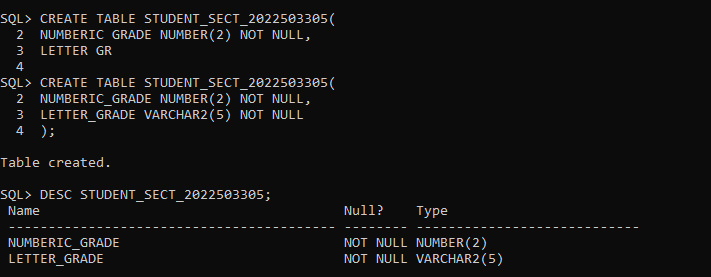 SQL> CREATE TABLE STUDENT_SECT_2022503305(
2 NUMBERIC GRADE NUMBER(2) NOT NULL,
3 LETTER GR
4
SQL> CREATE TABLE STUDENT_SECT_2022503305(
2 NUMBERIC_GRADE NUMBER(2) NOT NULL,
3 LETTER_GRADE VARCHAR2(5) NOT NULL
4 );
Table created.
SQL> DESC STUDENT_SECT_2022503305;
Name Null? Type
----------------------------------------- -------- ----------------------------
NUMBERIC_GRADE NOT NULL NUMBER(2)
LETTER_GRADE NOT NULL VARCHAR2(5)